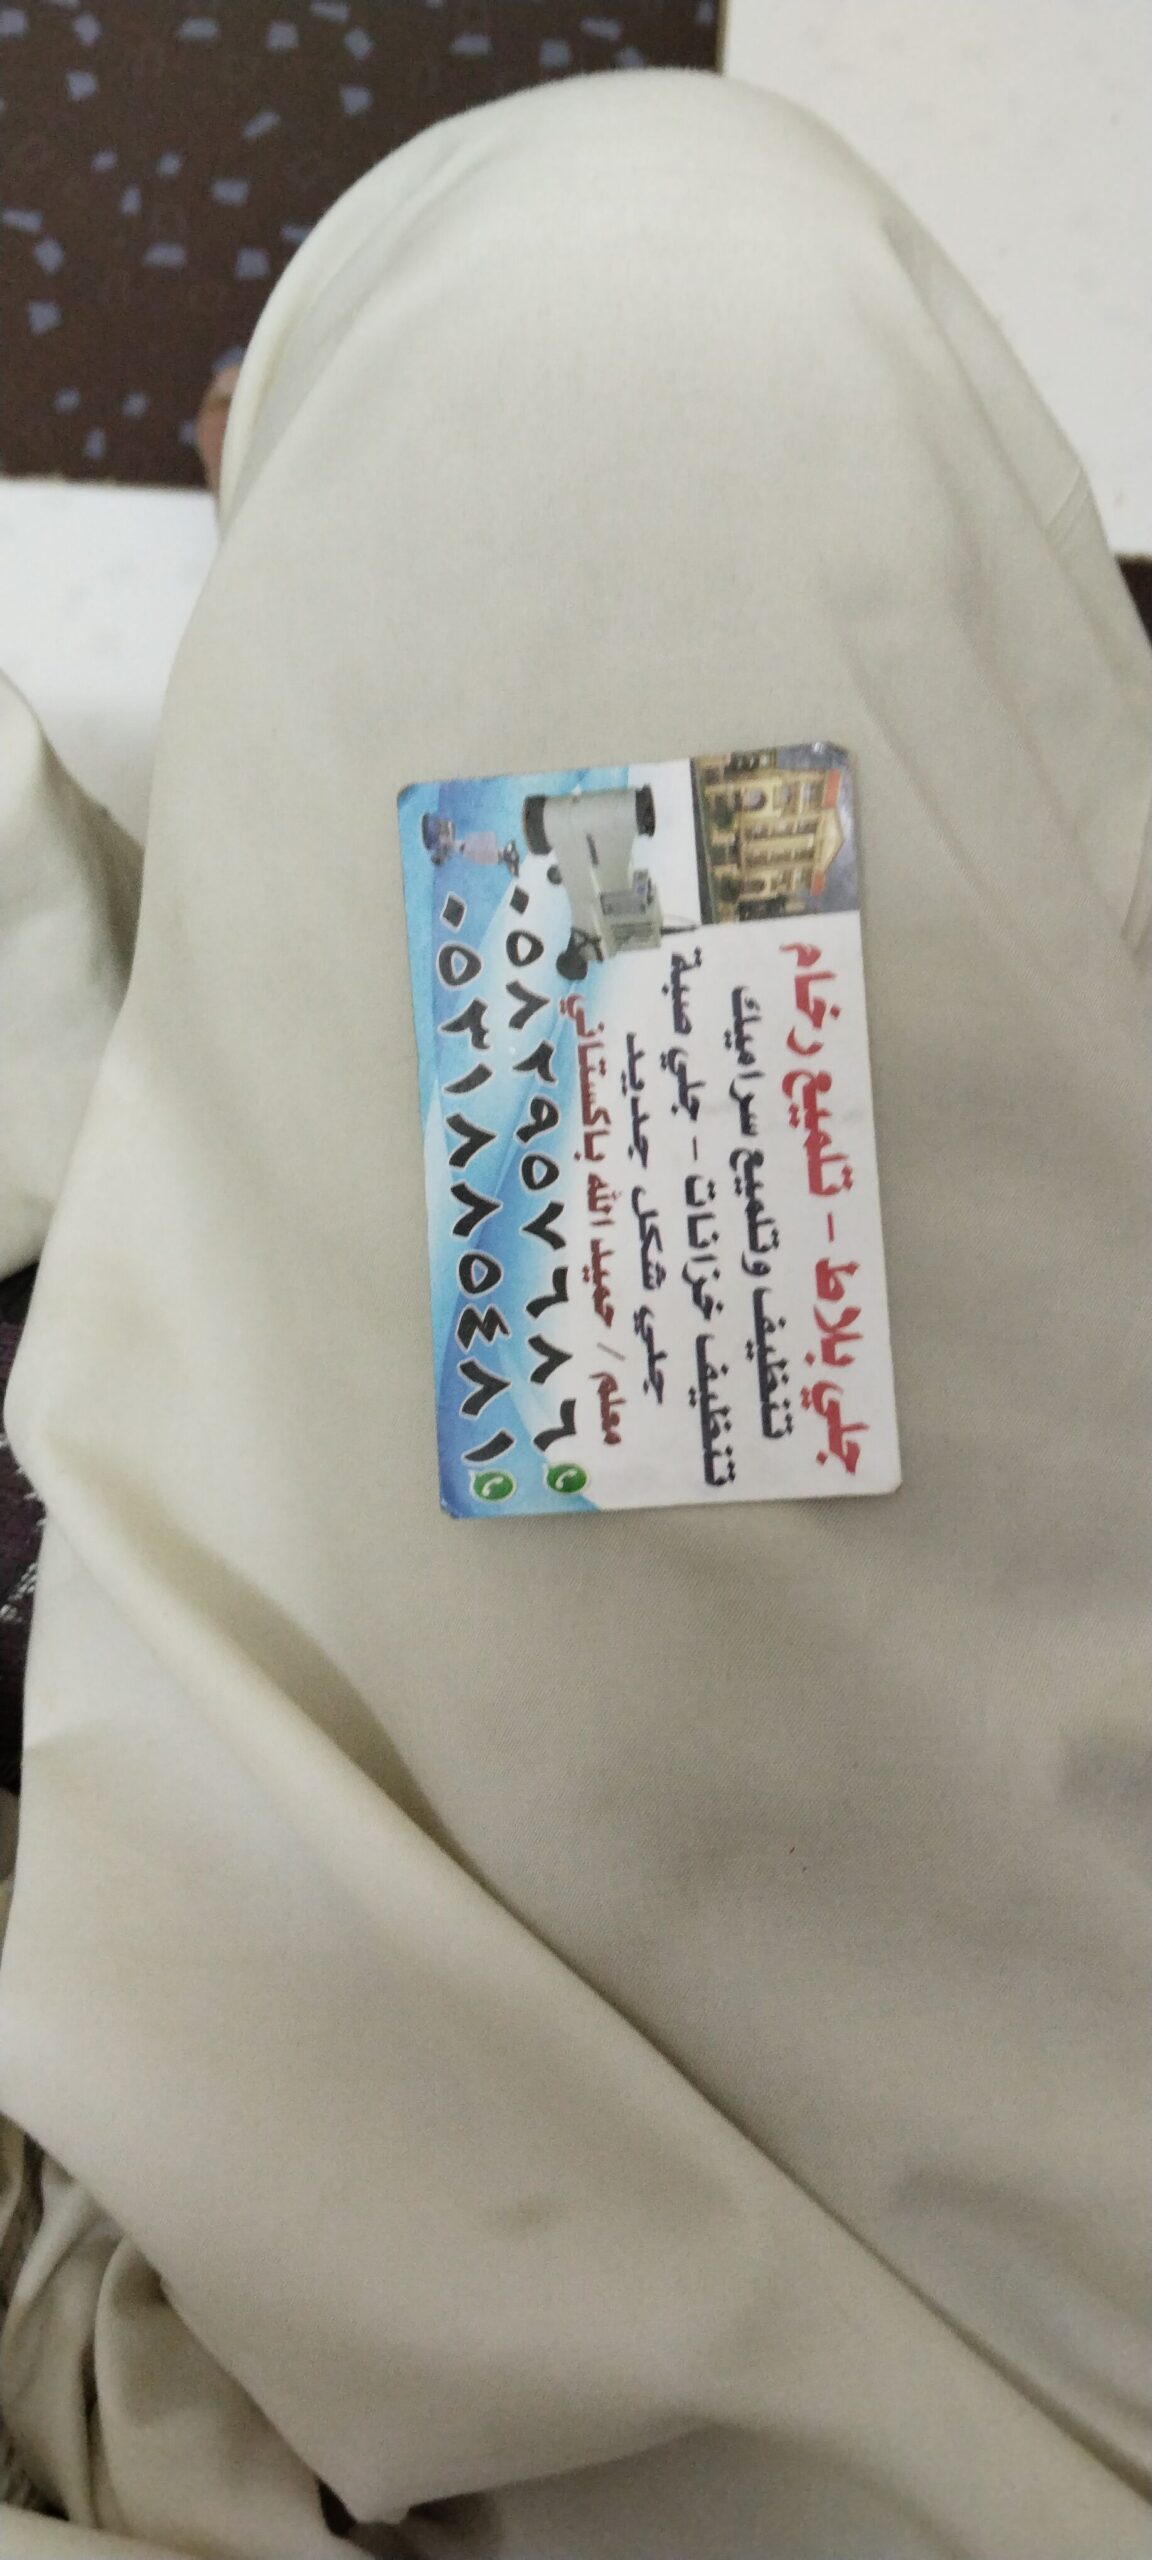 جلي بلاط - تلميع رخام
تنظيف وتلميع سراميك
تنظيف خزانات - جلي صبة
جلي شكل جديد
معلم / حميد الله باكستاني
٠٥٨٢٩٥٧٦٨٦
٠٥٣١٨٨٥٤٨١